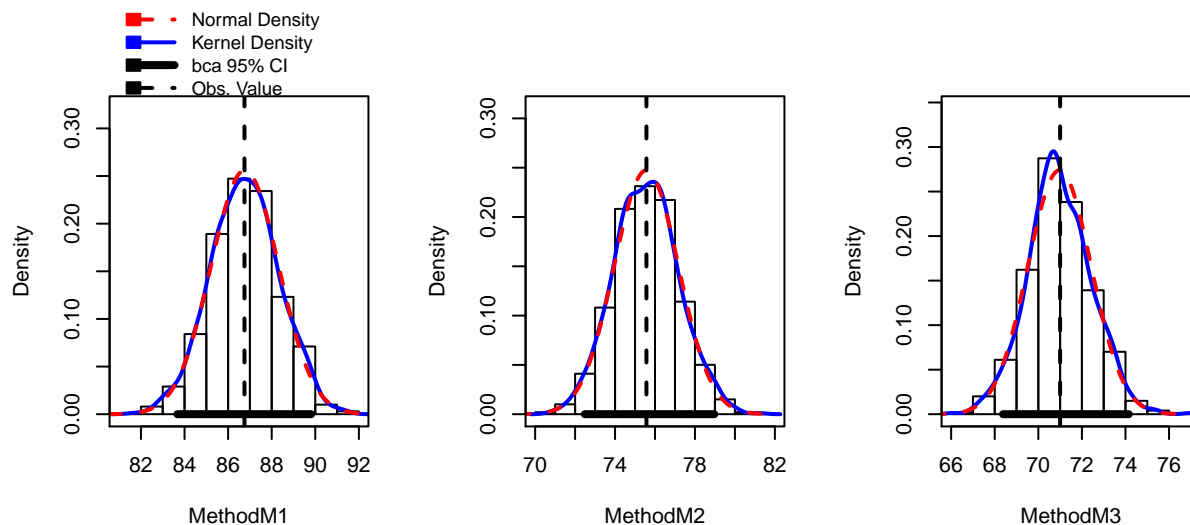 Normal Density
Kernel Density
bca 95% CI
Obs. Value
Density
0.00
0.10
0.20
0.30
82 84 86 88 90 92
MethodM1
Density
0.00
0.10
0.20
0.30
70 74 78 82
MethodM2
Density
0.00
0.10
0.20
0.30
66 68 70 72 74 76
MethodM3